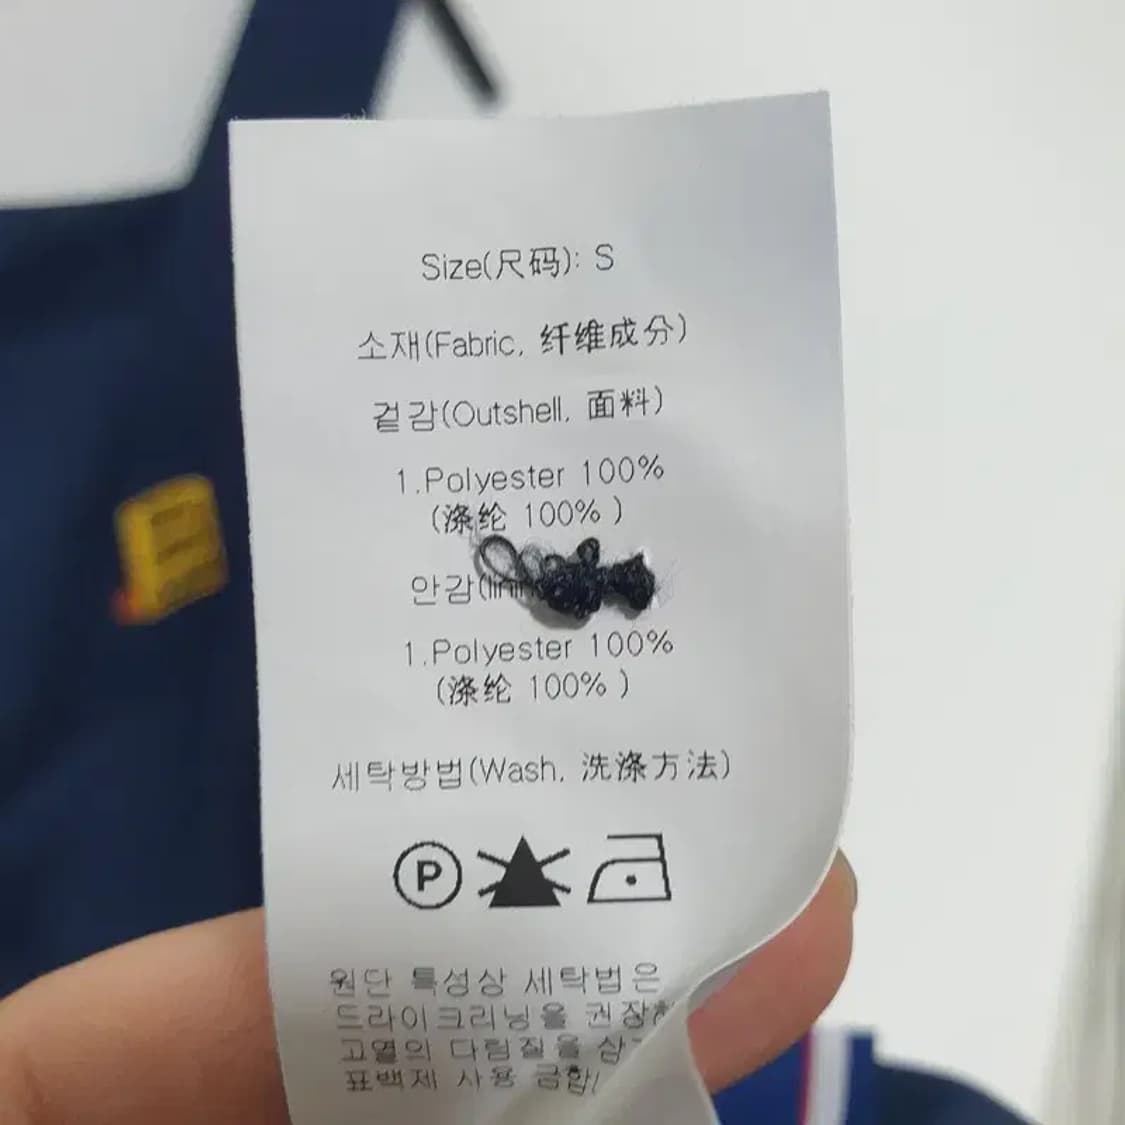 Size(尺码): S
소재(Fabric, 纤维成分)
겉감(Outshell, 面料)
1.Polyester 100%
(涤纶 100% )
안감
1.Polyester 100%
(涤纶 100% )
세탁방법(Wash, 洗涤方法)
P
원단 특성상 세탁법은
드라이크리닝을
고열의 다림질을
표백제 사용 금함/